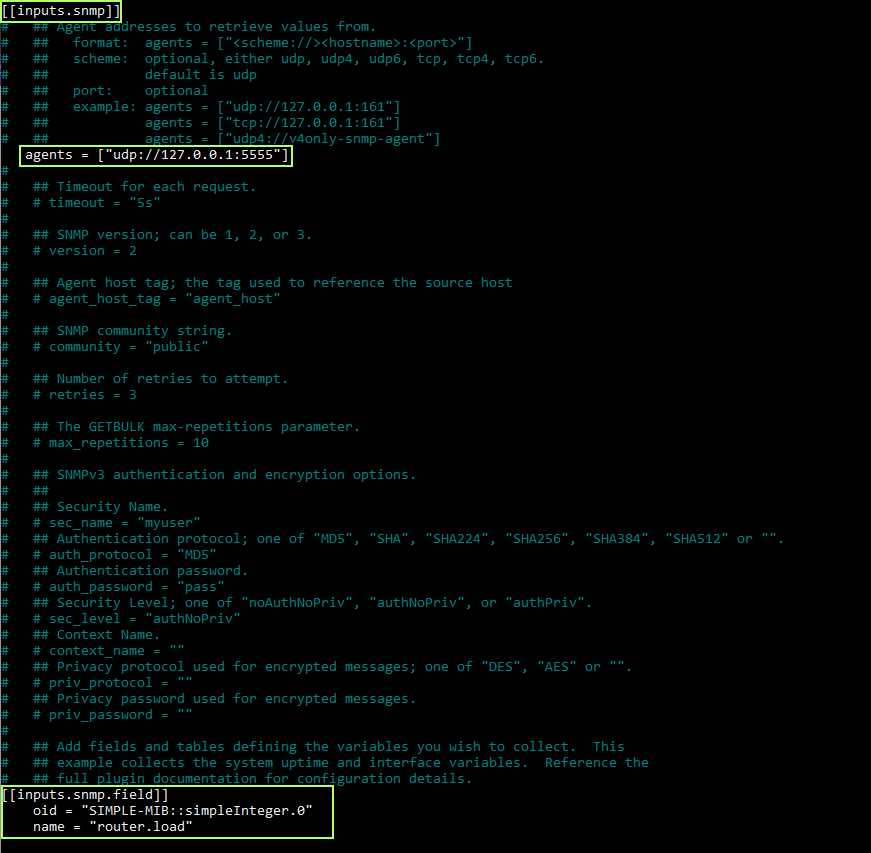 [[inputs.snmp]]
#   ## Agent addresses to retrieve values from.
#   ##   format:  agents = ["<scheme://><hostname>:<port>"]
#   ##   scheme:  optional, either udp, udp4, udp6, tcp, tcp4, tcp6.
#   ##            default is udp
#   ##   port:    optional
#   ##   example: agents = ["udp://127.0.0.1:161"]
#   ##            agents = ["tcp://127.0.0.1:161"]
#   ##            agents = ["udp4://v4only-snmp-agent"]
   agents = ["udp://127.0.0.1:5555"]
#
#   ## Timeout for each request.
#   # timeout = "5s"
#
#   ## SNMP version; can be 1, 2, or 3.
#   # version = 2
#
#   ## Agent host tag; the tag used to reference the source host
#   # agent_host_tag = "agent_host"
#
#   ## SNMP community string.
#   # community = "public"
#
#   ## Number of retries to attempt.
#   # retries = 3
#
#   ## The GETBULK max-repetitions parameter.
#   # max_repetitions = 10
#
#   ## SNMPv3 authentication and encryption options.
#   ##
#   ## Security Name.
#   # sec_name = "myuser"
#   ## Authentication protocol; one of "MD5", "SHA", "SHA224", "SHA256", "SHA384", "SHA512" or "".
#   # auth_protocol = "MD5"
#   ## Authentication password.
#   # auth_password = "pass"
#   ## Security Level; one of "noAuthNoPriv", "authNoPriv", or "authPriv".
#   # sec_level = "authNoPriv"
#   ## Context Name.
#   # context_name = ""
#   ## Privacy protocol used for encrypted messages; one of "DES", "AES" or "".
#   # priv_protocol = ""
#   ## Privacy password used for encrypted messages.
#   # priv_password = ""
#
#   ## Add fields and tables defining the variables you wish to collect.  This
#   ## example collects the system uptime and interface variables.  Reference the
#   ## full plugin documentation for configuration details.
[[inputs.snmp.field]]
    oid = "SIMPLE-MIB::simpleInteger.0"
    name = "router.load"